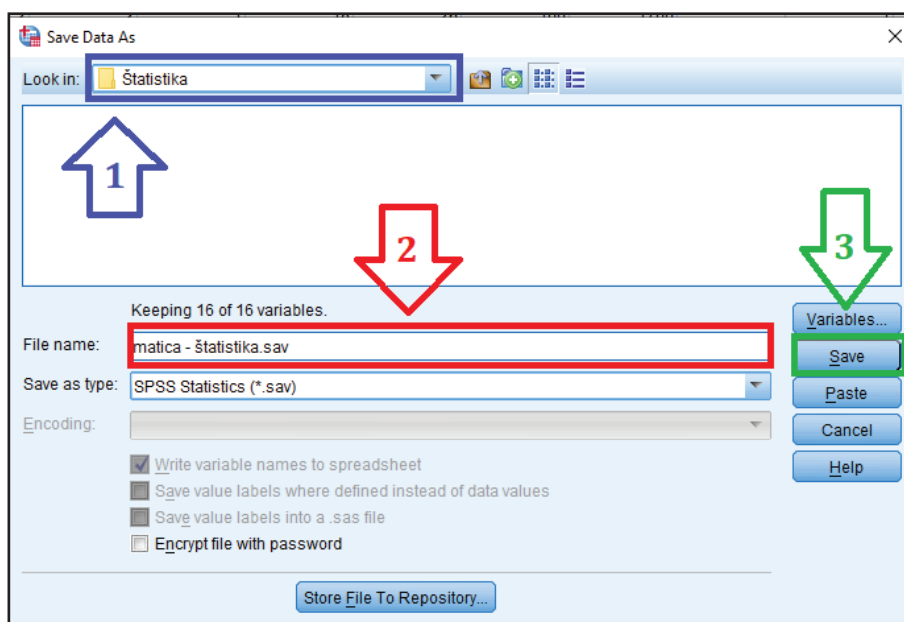 Save Data As
Look in: Štatistika
1
2
3
Keeping 16 of 16 variables.
Variables...
File name: matica - štatistika.sav
Save
Save as type: SPSS Statistics (*.sav)
Paste
Encoding:
Cancel
Write variable names to spreadsheet
Help
Save value labels where defined instead of data values
Save value labels into a .sas file
Encrypt file with password
Store File To Repository...